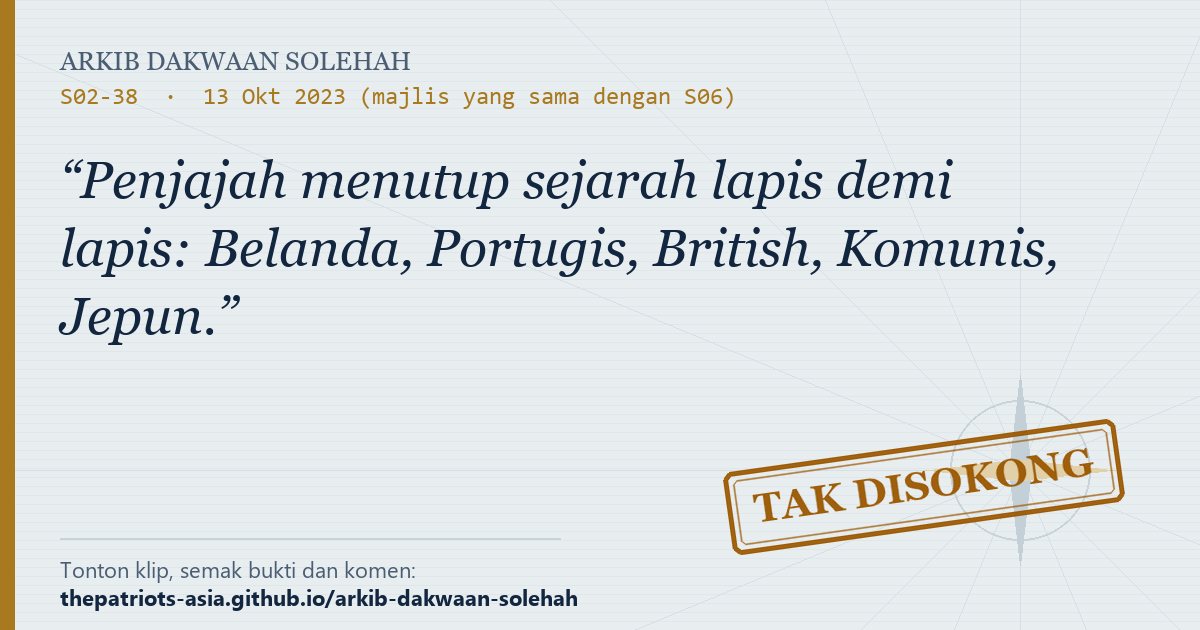 ARKIB DAKWAAN SOLEHAH
S02-38 · 13 Okt 2023 (majlis yang sama dengan S06)
“Penjajah menutup sejarah lapis demi
lapis: Belanda, Portugis, British, Komunis,
Jepun.”
TAK DISOKONG
Tonton klip, semak bukti dan komen:
thepatriots-asia.github.io/arkib-dakwaan-solehah